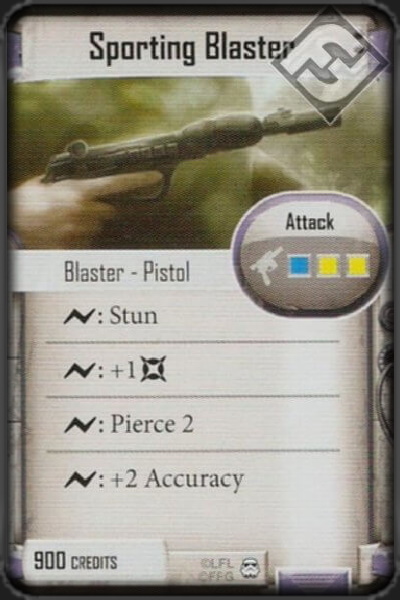 Sporting Blaster
Attack
Blaster - Pistol
: Stun
: +1
: Pierce 2
: +2 Accuracy
900 CREDITS
©LFL
©FFG